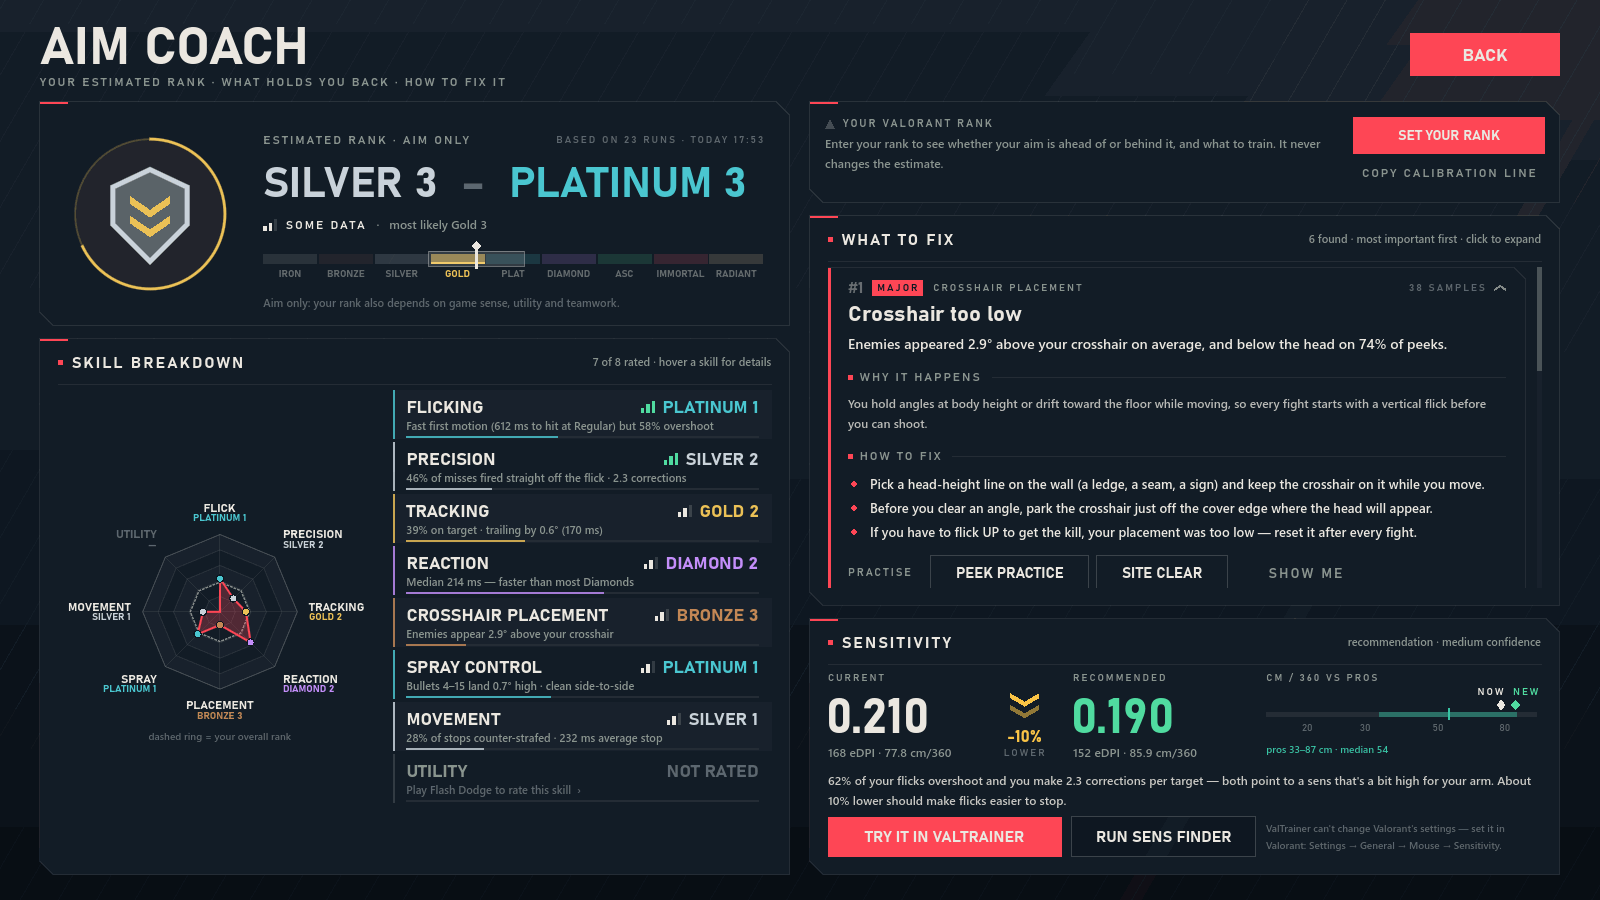 AIM COACH
YOUR ESTIMATED RANK · WHAT HOLDS YOU BACK · HOW TO FIX IT
BACK
ESTIMATED RANK · AIM ONLY
BASED ON 23 RUNS · TODAY 17:53
SILVER 3 – PLATINUM 3
SOME DATA · most likely Gold 3
IRON BRONZE SILVER GOLD PLAT DIAMOND ASC IMMORTAL RADIANT
Aim only: your rank also depends on game sense, utility and teamwork.
YOUR VALORANT RANK
Enter your rank to see whether your aim is ahead of or behind it, and what to train. It never
changes the estimate.
SET YOUR RANK
COPY CALIBRATION LINE
SKILL BREAKDOWN
7 of 8 rated · hover a skill for details
FLICK
PLATINUM 1
PRECISION
SILVER 2
TRACKING
GOLD 2
REACTION
DIAMOND 2
PLACEMENT
BRONZE 3
SPRAY
PLATINUM 1
MOVEMENT
SILVER 1
UTILITY
—
dashed ring = your overall rank
FLICKING PLATINUM 1
Fast first motion (612 ms to hit at Regular) but 58% overshoot
PRECISION SILVER 2
46% of misses fired straight off the flick · 2.3 corrections
TRACKING GOLD 2
39% on target · trailing by 0.6° (170 ms)
REACTION DIAMOND 2
Median 214 ms — faster than most Diamonds
CROSSHAIR PLACEMENT BRONZE 3
Enemies appear 2.9° above your crosshair
SPRAY CONTROL PLATINUM 1
Bullets 4–15 land 0.7° high · clean side-to-side
MOVEMENT SILVER 1
28% of stops counter-strafed · 232 ms average stop
UTILITY NOT RATED
Play Flash Dodge to rate this skill ›
WHAT TO FIX
6 found · most important first · click to expand
#1 MAJOR CROSSHAIR PLACEMENT
38 SAMPLES
Crosshair too low
Enemies appeared 2.9° above your crosshair on average, and below the head on 74% of peeks.
WHY IT HAPPENS
You hold angles at body height or drift toward the floor while moving, so every fight starts with a vertical flick before
you can shoot.
HOW TO FIX
Pick a head-height line on the wall (a ledge, a seam, a sign) and keep the crosshair on it while you move.
Before you clear an angle, park the crosshair just off the cover edge where the head will appear.
If you have to flick UP to get the kill, your placement was too low — reset it after every fight.
PRACTISE PEEK PRACTICE SITE CLEAR SHOW ME
SENSITIVITY
recommendation · medium confidence
CURRENT
0.210
168 eDPI · 77.8 cm/360
-10%
LOWER
RECOMMENDED
0.190
152 eDPI · 85.9 cm/360
CM / 360 VS PROS
NOW NEW
20 30 50 80
pros 33–87 cm · median 54
62% of your flicks overshoot and you make 2.3 corrections per target — both point to a sens that's a bit high for your arm. About
10% lower should make flicks easier to stop.
TRY IT IN VALTRAINER
RUN SENS FINDER
ValTrainer can't change Valorant's settings — set it in
Valorant: Settings → General → Mouse → Sensitivity.